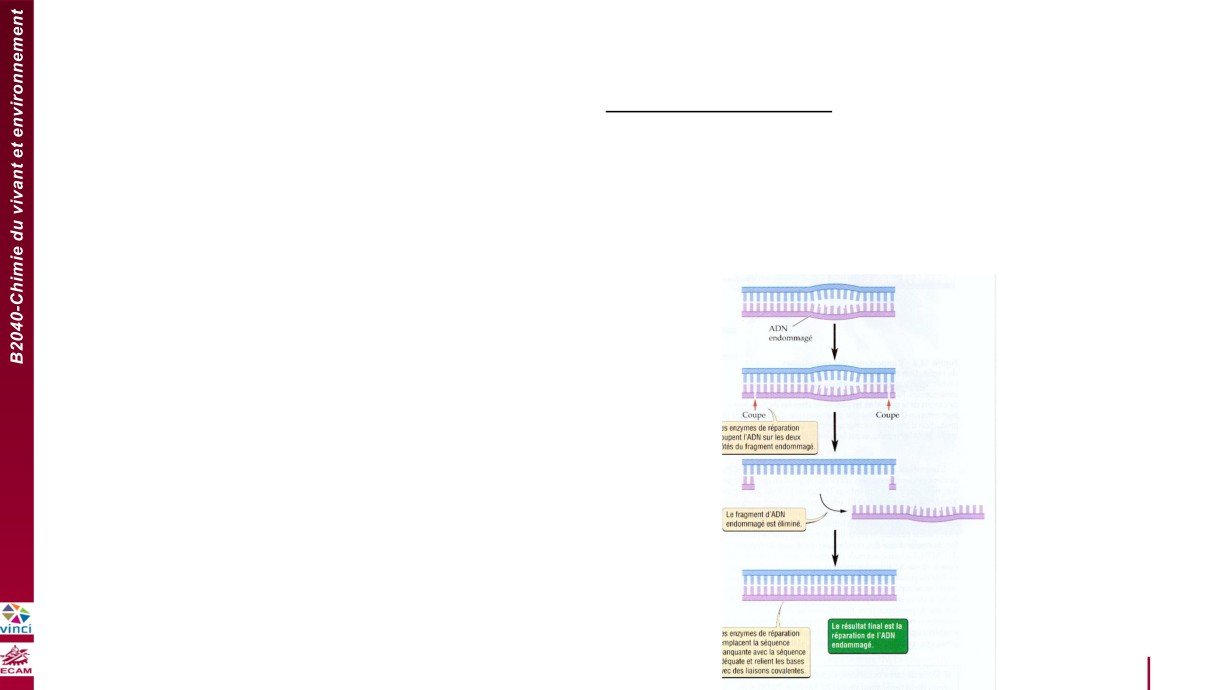 B2040-Chimie du vivant et environnement
ADN
endommagé
Coupe
Coupe
es enzymes de réparation
oupent l'ADN sur les deux
ôtés du fragment endommagé.
Le fragment d'ADN
endommagé est éliminé.
es enzymes de réparation
emplacent la séquence
anquante avec la séquence
déquate et relient les bases
vec des liaisons covalentes.
Le résultat final est la
réparation de l'ADN
endommagé.
vinci
ECAM